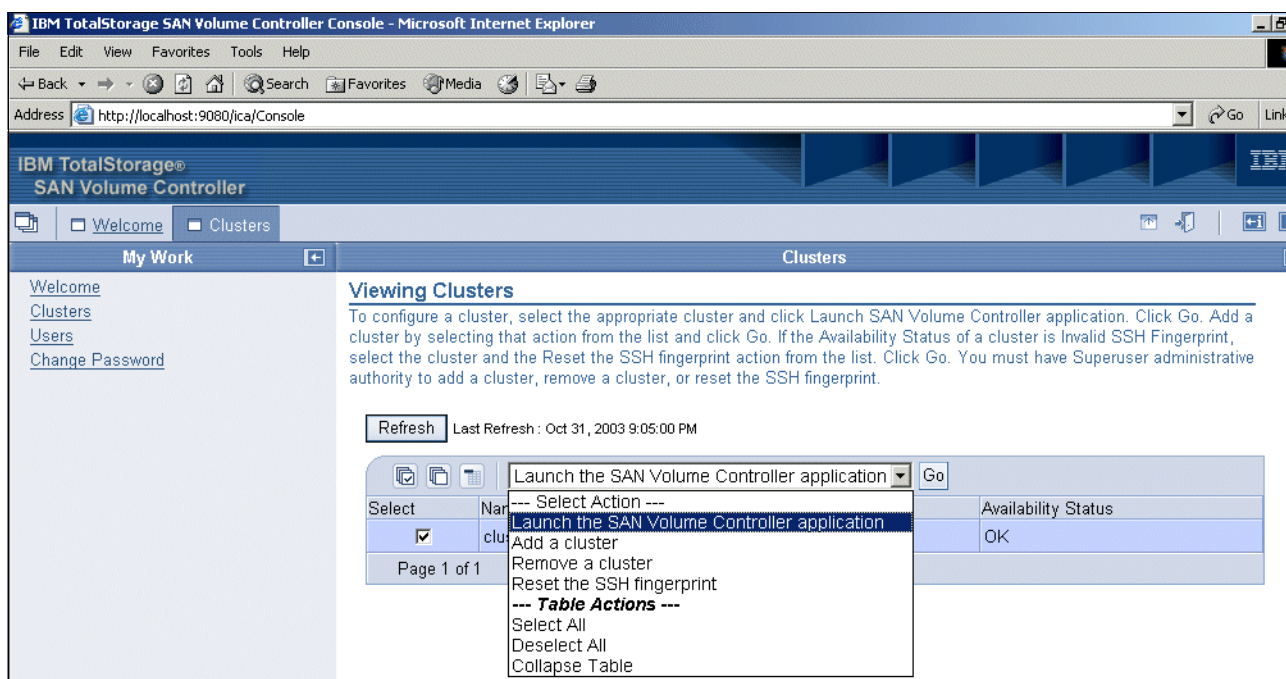 IBM TotalStorage SAN Volume Controller Console - Microsoft Internet Explorer
File Edit View Favorites Tools Help
Back Search Favorites Media
Address http://localhost:9080/ica/Console Go
IBM TotalStorage®
SAN Volume Controller
IBM
Welcome Clusters
My Work Clusters
Welcome
Clusters
Users
Change Password
Viewing Clusters
To configure a cluster, select the appropriate cluster and click Launch SAN Volume Controller application. Click Go. Add a
cluster by selecting that action from the list and click Go. If the Availability Status of a cluster is Invalid SSH Fingerprint,
select the cluster and the Reset the SSH fingerprint action from the list. Click Go. You must have Superuser administrative
authority to add a cluster, remove a cluster, or reset the SSH fingerprint.
Refresh Last Refresh : Oct 31, 2003 9:05:00 PM
Launch the SAN Volume Controller application Go
Select Availability Status
OK
Page 1 of 1
--- Select Action ---
Launch the SAN Volume Controller application
Add a cluster
Remove a cluster
Reset the SSH fingerprint
--- Table Actions ---
Select All
Deselect All
Collapse Table